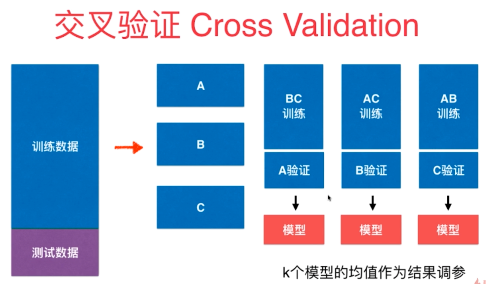 交叉验证 Cross Validation
训练数据
测试数据
A
B
C
BC
训练
A验证
模型
AC
训练
B验证
模型
AB
训练
C验证
模型
k个模型的均值作为结果调参